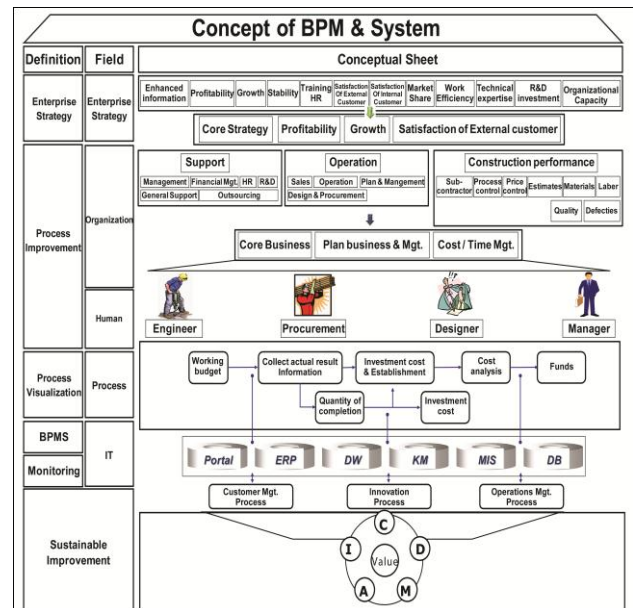 Concept of BPM & System
Definition
Field
Conceptual Sheet
Enterprise
Strategy
Enterprise
Strategy
Enhanced
information
Profitability
Growth
Stability
Training
HR
Satisfaction
Of External
Customer
Satisfaction
Of Internal
Customer
Market
Share
Work
Efficiency
Technical
expertise
R&D
investment
Organizational
Capacity
Core Strategy
Profitability
Growth
Satisfaction of External customer
Process
Improvement
Organization
Support
Management
Financial Mgt.
HR
R&D
General Support
Outsourcing
Operation
Sales
Operation
Plan & Mangement
Design & Procurement
Construction performance
Sub-
contractor
Process
control
Price
control
Estimates
Materials
Laber
Quality
Defecties
Core Business
Plan business & Mgt.
Cost / Time Mgt.
Human
Engineer
Procurement
Designer
Manager
Process
Visualization
Process
Working
budget
Collect actual result
Information
Investment cost
& Establishment
Cost
analysis
Funds
Quantity of
completion
Investment
cost
BPMS
Monitoring
IT
Portal
ERP
DW
KM
MIS
DB
Customer Mgt.
Process
Innovation
Process
Operations Mgt.
Process
Sustainable
Improvement
C
I
D
Value
A
M